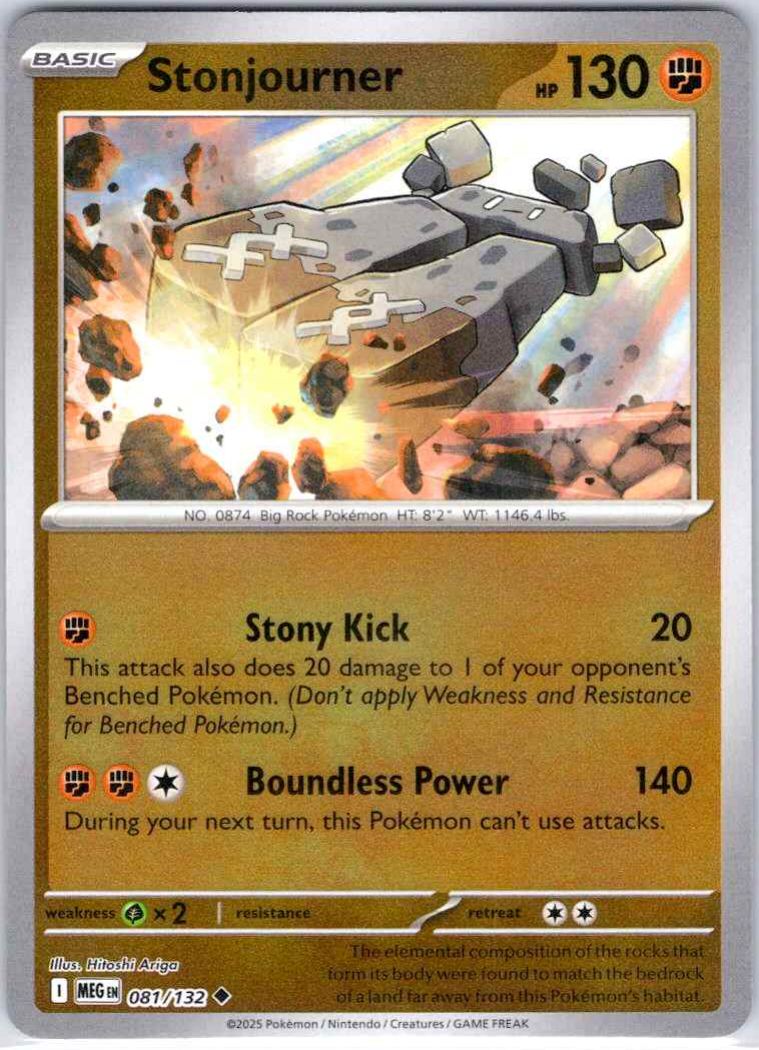 BASIC
Stonjourner
HP 130
NO. 0874 Big Rock Pokémon HT: 8'2" WT: 1146.4 lbs.
Stony Kick 20
This attack also does 20 damage to 1 of your opponent's
Benched Pokémon. (Don't apply Weakness and Resistance
for Benched Pokémon.)
Boundless Power 140
During your next turn, this Pokémon can't use attacks.
weakness ×2 resistance retreat
Illus. Hitoshi Ariga
The elemental composition of the rocks that
form its body were found to match the bedrock
of a land far away from this Pokémon's habitat.
I MEG EN 081/132
©2025 Pokémon / Nintendo / Creatures / GAME FREAK